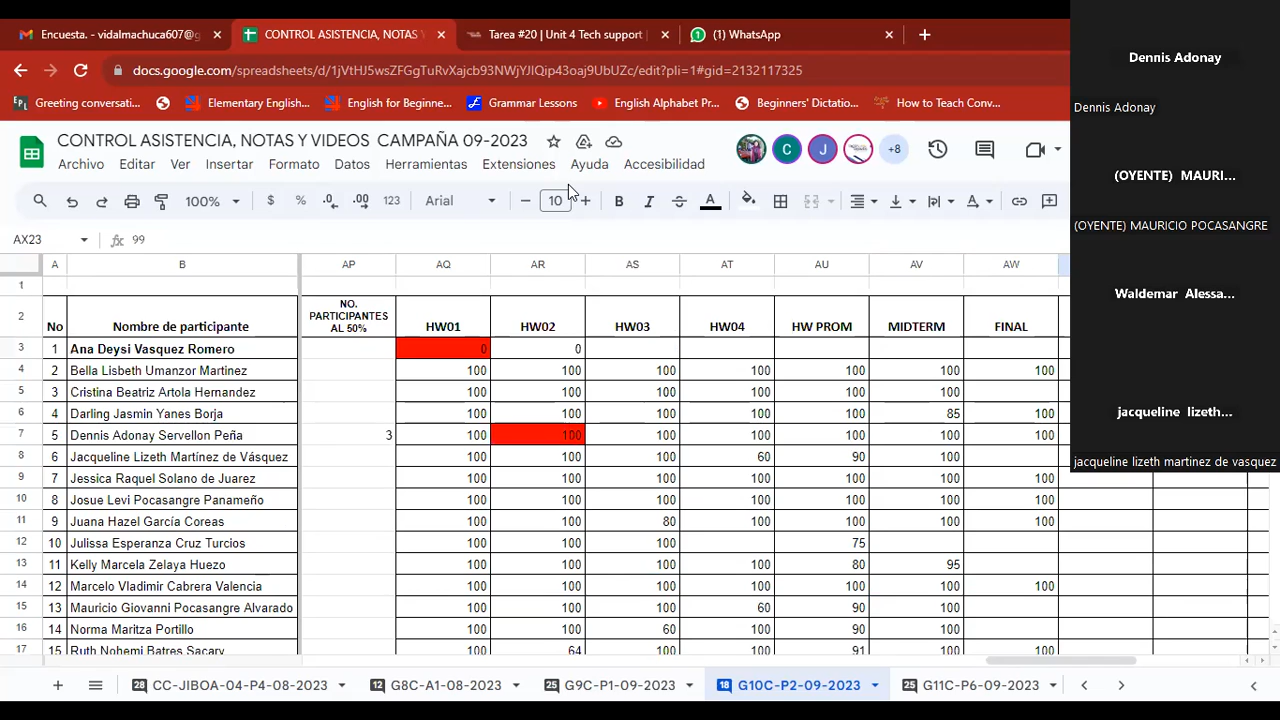 Encuesta. - vidalmachuca607@g
CONTROL ASISTENCIA, NOTAS Y
Tarea #20 | Unit 4 Tech support |
(1) WhatsApp
docs.google.com/spreadsheets/d/1jVtHJ5wsZFGgTuRvXajcb93NWjYJIQip43oaj9UbUZc/edit?pli=1#gid=2132117325
Greeting conversati...
Elementary English...
English for Beginne...
Grammar Lessons
English Alphabet Pr...
Beginners' Dictatio...
How to Teach Conv...
CONTROL ASISTENCIA, NOTAS Y VIDEOS CAMPAÑA 09-2023
Archivo Editar Ver Insertar Formato Datos Herramientas Extensiones Ayuda Accesibilidad
C J +8
100% $ % .0 .00 123 Arial 10 B I S A
AX23 fx 99
A B AP AQ AR AS AT AU AV AW
1
2 No Nombre de participante NO. PARTICIPANTES AL 50% HW01 HW02 HW03 HW04 HW PROM MIDTERM FINAL
3 1 Ana Deysi Vasquez Romero 0 0
4 2 Bella Lisbeth Umanzor Martinez 100 100 100 100 100 100 100
5 3 Cristina Beatriz Artola Hernandez 100 100 100 100 100 100
6 4 Darling Jasmin Yanes Borja 100 100 100 100 100 85 100
7 5 Dennis Adonay Servellon Peña 3 100 100 100 100 100 100 100
8 6 Jacqueline Lizeth Martínez de Vásquez 100 100 100 60 90 100
9 7 Jessica Raquel Solano de Juarez 100 100 100 100 100 100 100
10 8 Josue Levi Pocasangre Panameño 100 100 100 100 100 100 100
11 9 Juana Hazel García Coreas 100 100 80 100 100 100 100
12 10 Julissa Esperanza Cruz Turcios 100 100 100 75
13 11 Kelly Marcela Zelaya Huezo 100 100 100 100 80 95
14 12 Marcelo Vladimir Cabrera Valencia 100 100 100 100 100 100 100
15 13 Mauricio Giovanni Pocasangre Alvarado 100 100 100 60 90 100
16 14 Norma Maritza Portillo 100 100 60 100 90 100
17 15 Ruth Nohemi Batres Sacary 100 64 100 100 91 100 100
28 CC-JIBOA-04-P4-08-2023
12 G8C-A1-08-2023
25 G9C-P1-09-2023
18 G10C-P2-09-2023
25 G11C-P6-09-2023
Dennis Adonay
Dennis Adonay
(OYENTE) MAURI...
(OYENTE) MAURICIO POCASANGRE
Waldemar Alessa...
jacqueline lizeth...
jacqueline lizeth martinez de vasquez